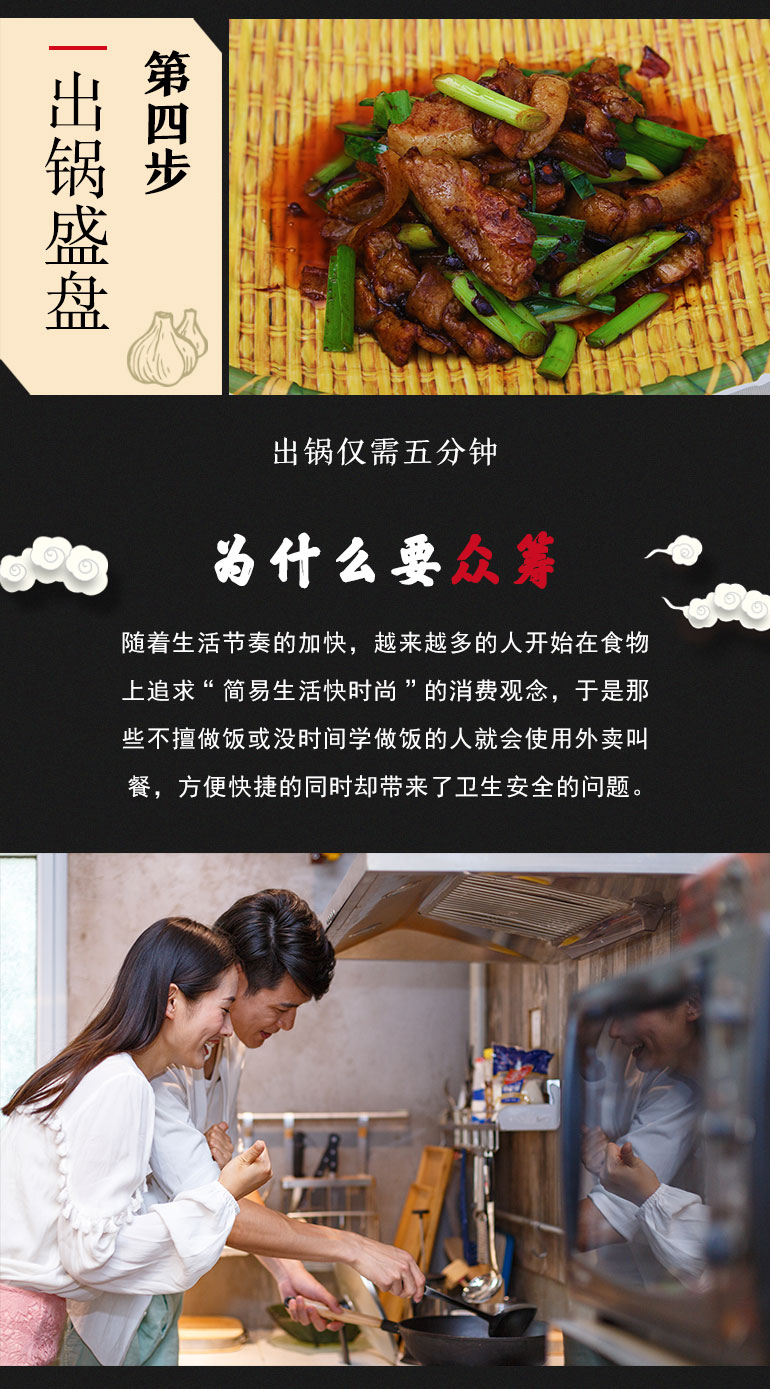 第四步
出锅盛盘
出锅仅需五分钟
为什么要众筹
随着生活节奏的加快，越来越多的人开始在食物
上追求“简易生活快时尚”的消费观念，于是那
些不擅做饭或没时间学做饭的人就会使用外卖叫
餐，方便快捷的同时却带来了卫生安全的问题。